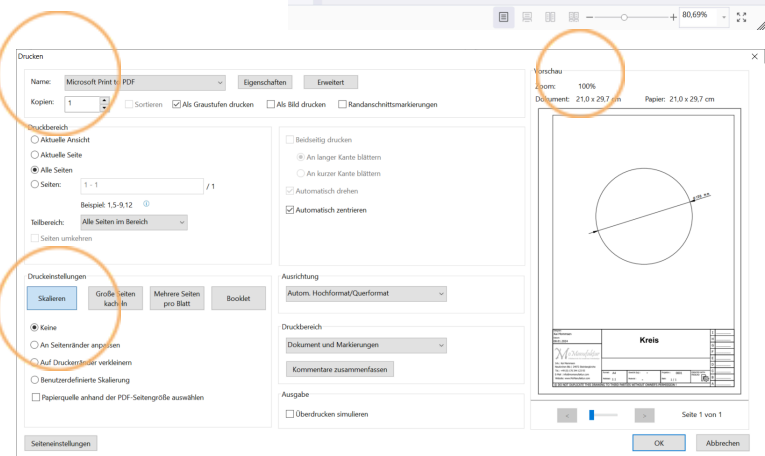 80,69%
Drucken
Name: Microsoft Print to PDF Eigenschaften Erweitert
Kopien: 1 Sortieren Als Graustufen drucken Als Bild drucken Randanschnittsmarkierungen
Druckbereich
Aktuelle Ansicht
Aktuelle Seite
Alle Seiten
Seiten: 1 - 1 / 1
Beispiel: 1,5-9,12
Teilbereich: Alle Seiten im Bereich
Seiten umkehren
Beidseitig drucken
An langer Kante blättern
An kurzer Kante blättern
Automatisch drehen
Automatisch zentrieren
Druckeinstellungen
Skalieren
Große Seiten kacheln
Mehrere Seiten pro Blatt
Booklet
Keine
An Seitenränder anpassen
Auf Druckerränder verkleinern
Benutzerdefinierte Skalierung
Papierquelle anhand der PDF-Seitengröße auswählen
Ausrichtung
Autom. Hochformat/Querformat
Druckbereich
Dokument und Markierungen
Kommentare zusammenfassen
Ausgabe
Überdrucken simulieren
Vorschau
Zoom: 100%
Dokument: 21,0 x 29,7 cm Papier: 21,0 x 29,7 cm
Kreis
Seite 1 von 1
Seiteneinstellungen
OK
Abbrechen